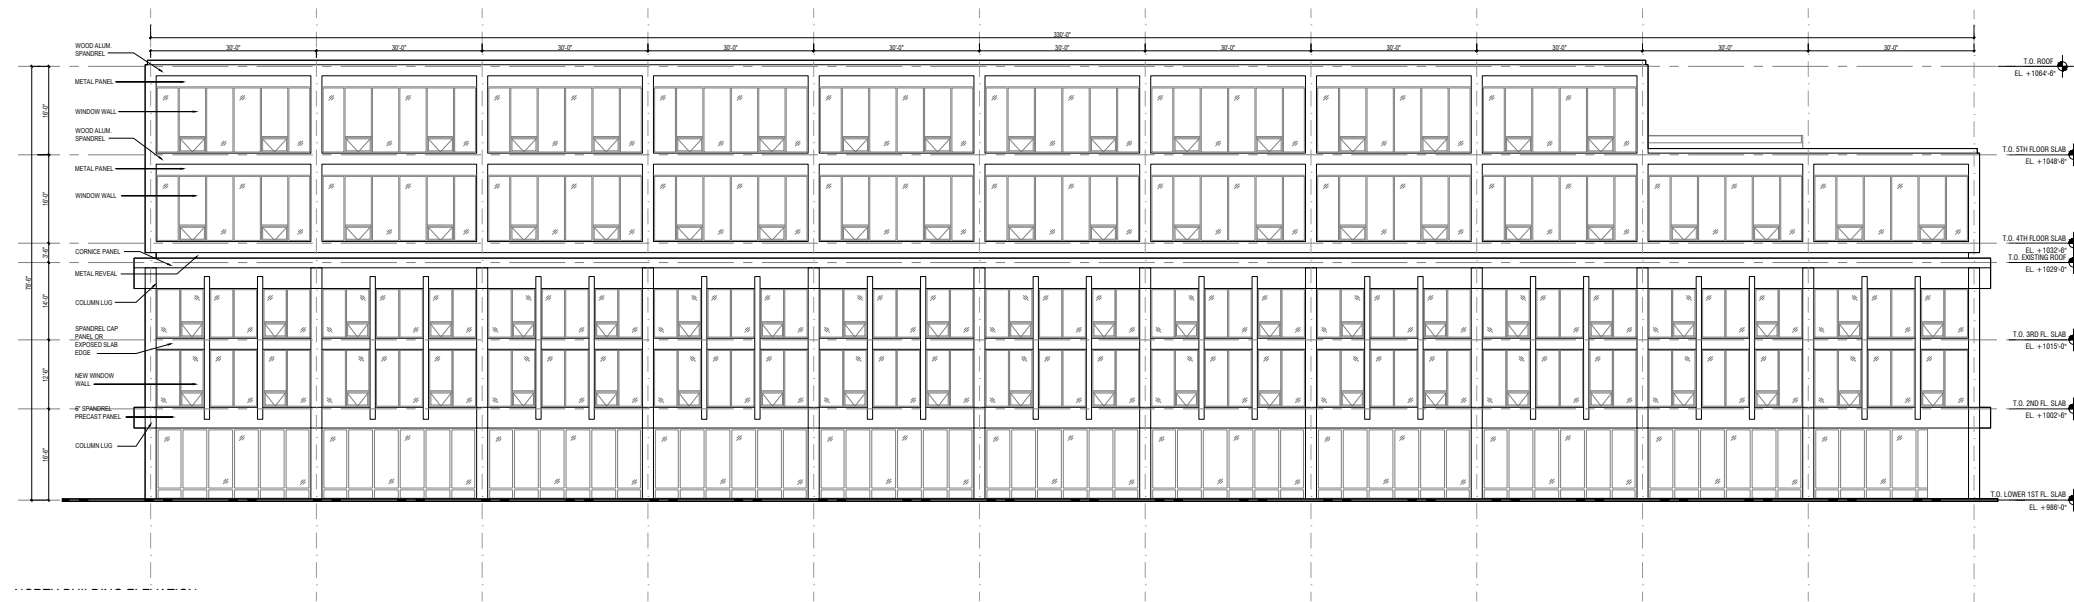 330'-0"
30'-0" 30'-0" 30'-0" 30'-0" 30'-0" 30'-0" 30'-0" 30'-0" 30'-0" 30'-0" 30'-0"
WOOD ALUM.
SPANDREL
METAL PANEL
WINDOW WALL
WOOD ALUM.
SPANDREL
METAL PANEL
WINDOW WALL
CORNICE PANEL
METAL REVEAL
COLUMN LUG
SPANDREL CAP
PANEL OR
EXPOSED SLAB
EDGE
NEW WINDOW
WALL
6" SPANDREL
PRECAST PANEL
COLUMN LUG
16'-0"
16'-0"
3'-6"
14'-0"
12'-6"
16'-6"
78'-6"
T.O. ROOF
EL. +1064'-6"
T.O. 5TH FLOOR SLAB
EL. +1048'-6"
T.O. 4TH FLOOR SLAB
EL. +1032'-6"
T.O. EXISTING ROOF
EL. +1029'-0"
T.O. 3RD FL. SLAB
EL. +1015'-0"
T.O. 2ND FL. SLAB
EL. +1002'-6"
T.O. LOWER 1ST FL. SLAB
EL. +986'-0"
NORTH BUILDING ELEVATION